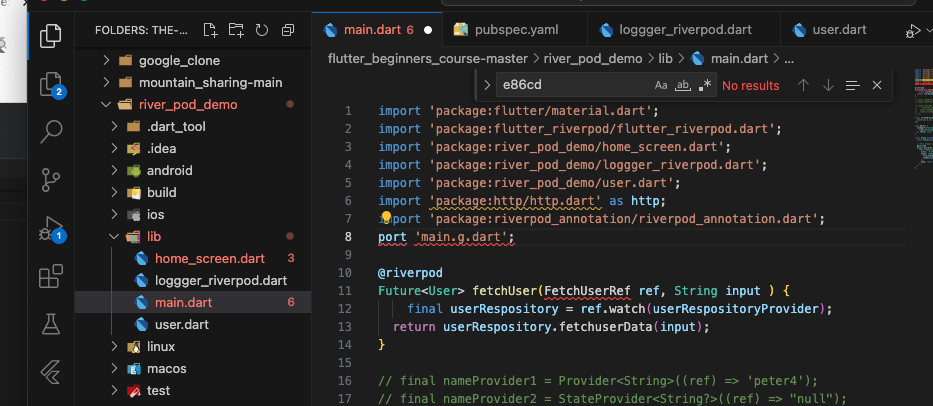 FOLDERS: THE-...
google_clone
mountain_sharing-main
river_pod_demo
.dart_tool
.idea
android
build
ios
lib
home_screen.dart 3
loggger_riverpod.dart
main.dart 6
user.dart
linux
macos
test
2
1
main.dart 6
pubspec.yaml
loggger_riverpod.dart
user.dart
flutter_beginners_course-master > river_pod_demo > lib > main.dart > ...
e86cd Aa ab .* No results
1 import 'package:flutter/material.dart';
2 import 'package:flutter_riverpod/flutter_riverpod.dart';
3 import 'package:river_pod_demo/home_screen.dart';
4 import 'package:river_pod_demo/loggger_riverpod.dart';
5 import 'package:river_pod_demo/user.dart';
6 import 'package:http/http.dart' as http;
7 import 'package:riverpod_annotation/riverpod_annotation.dart';
8 port 'main.g.dart';
9
10 @riverpod
11 Future<User> fetchUser(FetchUserRef ref, String input ) {
12 final userRespository = ref.watch(userRespositoryProvider);
13 return userRespository.fetchuserData(input);
14 }
15
16 // final nameProvider1 = Provider<String>((ref) => 'peter4');
17 // final nameProvider2 = StateProvider<String?>((ref) => "null");